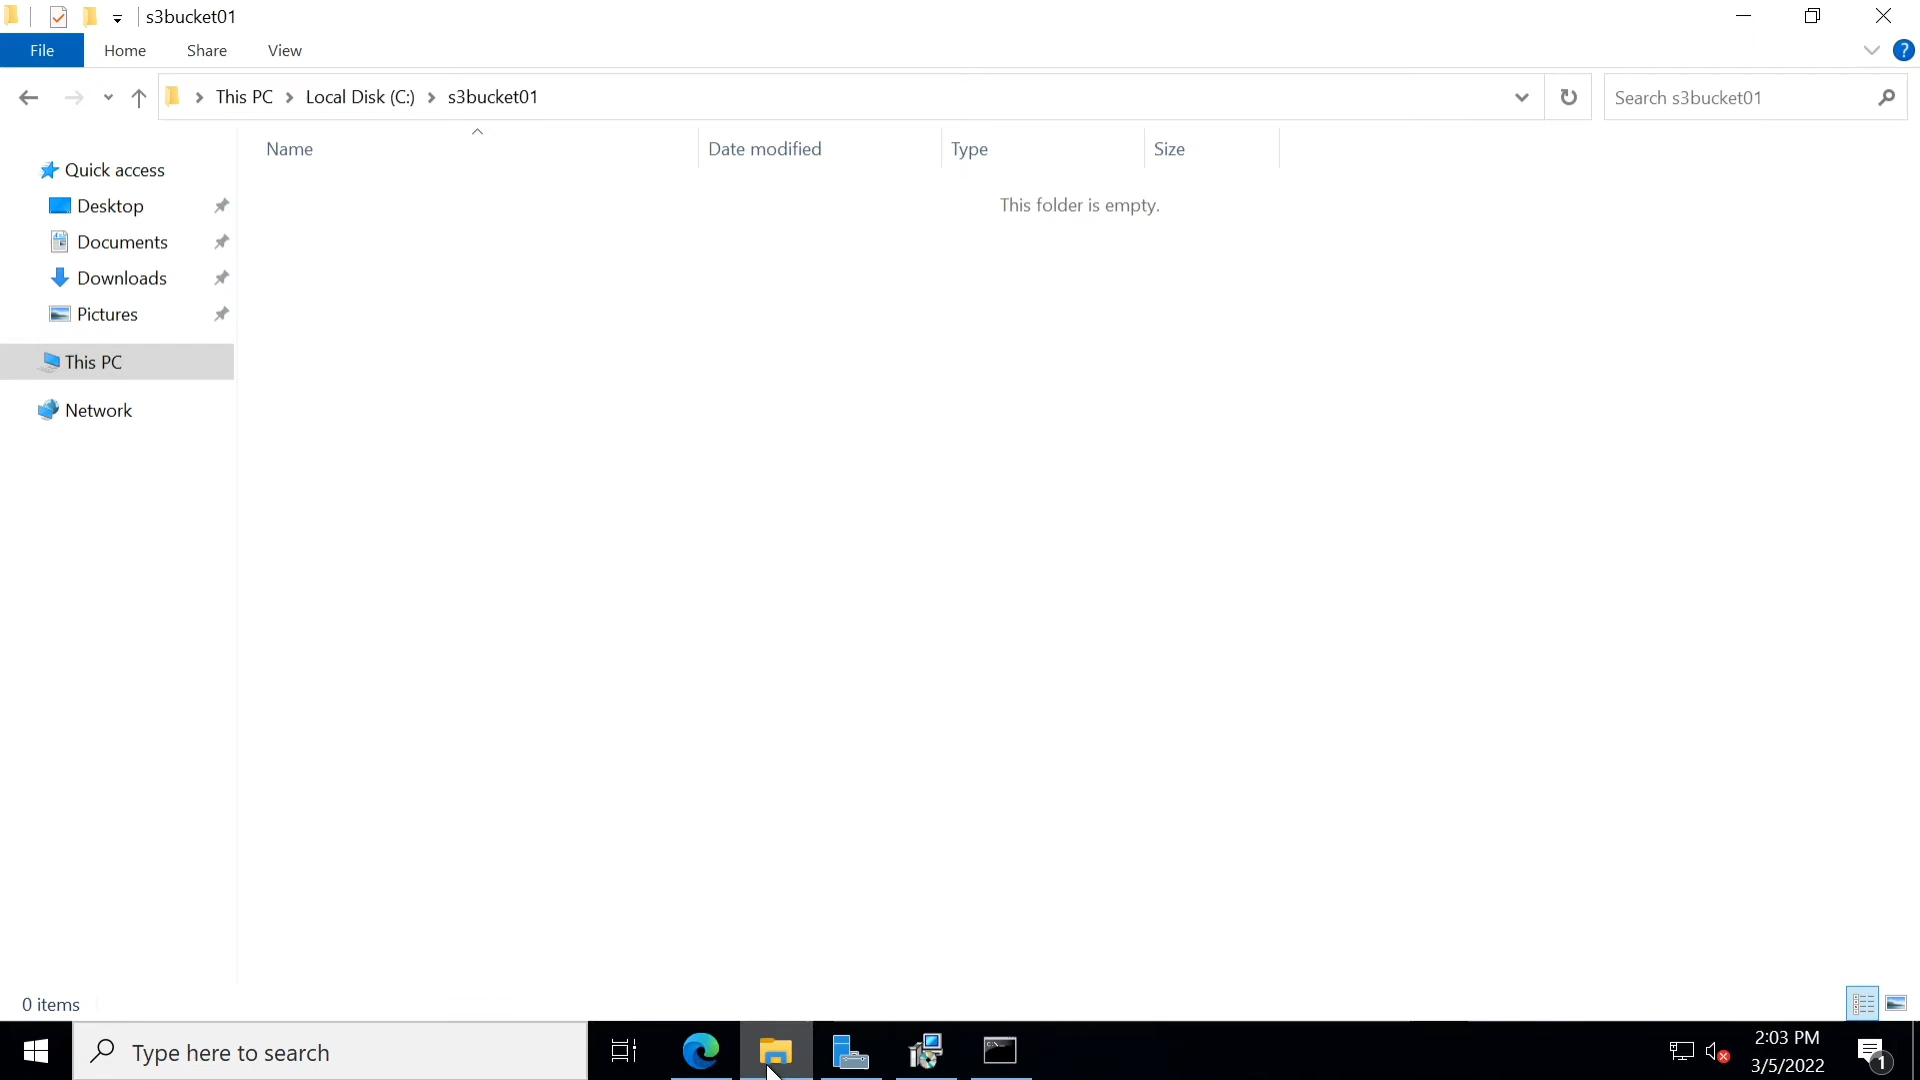 s3bucket01
File Home Share View
This PC Local Disk (C:) s3bucket01
Search s3bucket01
Name Date modified Type Size
Quick access
This folder is empty.
Desktop
Documents
Downloads
Pictures
This PC
Network
0 items
Type here to search
2:03 PM
3/5/2022
1